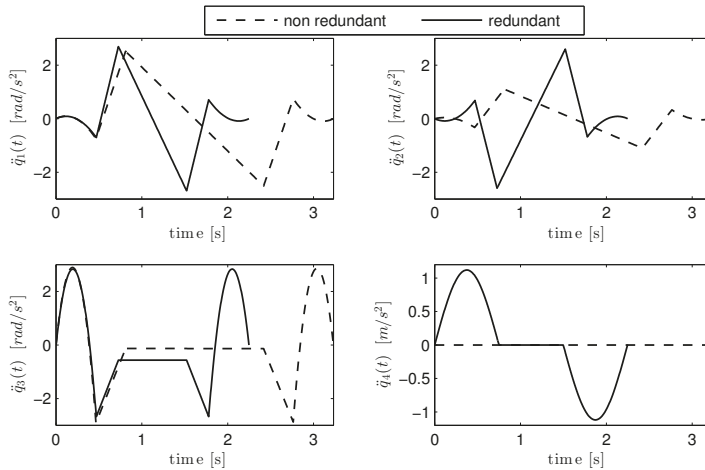 non redundant redundant
2
0
−2
q̈₁(t) [rad/s²]
0 1 2 3
time [s]
2
0
−2
q̈₂(t) [rad/s²]
0 1 2 3
time [s]
2
0
−2
q̈₃(t) [rad/s²]
0 1 2 3
time [s]
1
0.5
0
−0.5
−1
q̈₄(t) [m/s²]
0 1 2 3
time [s]